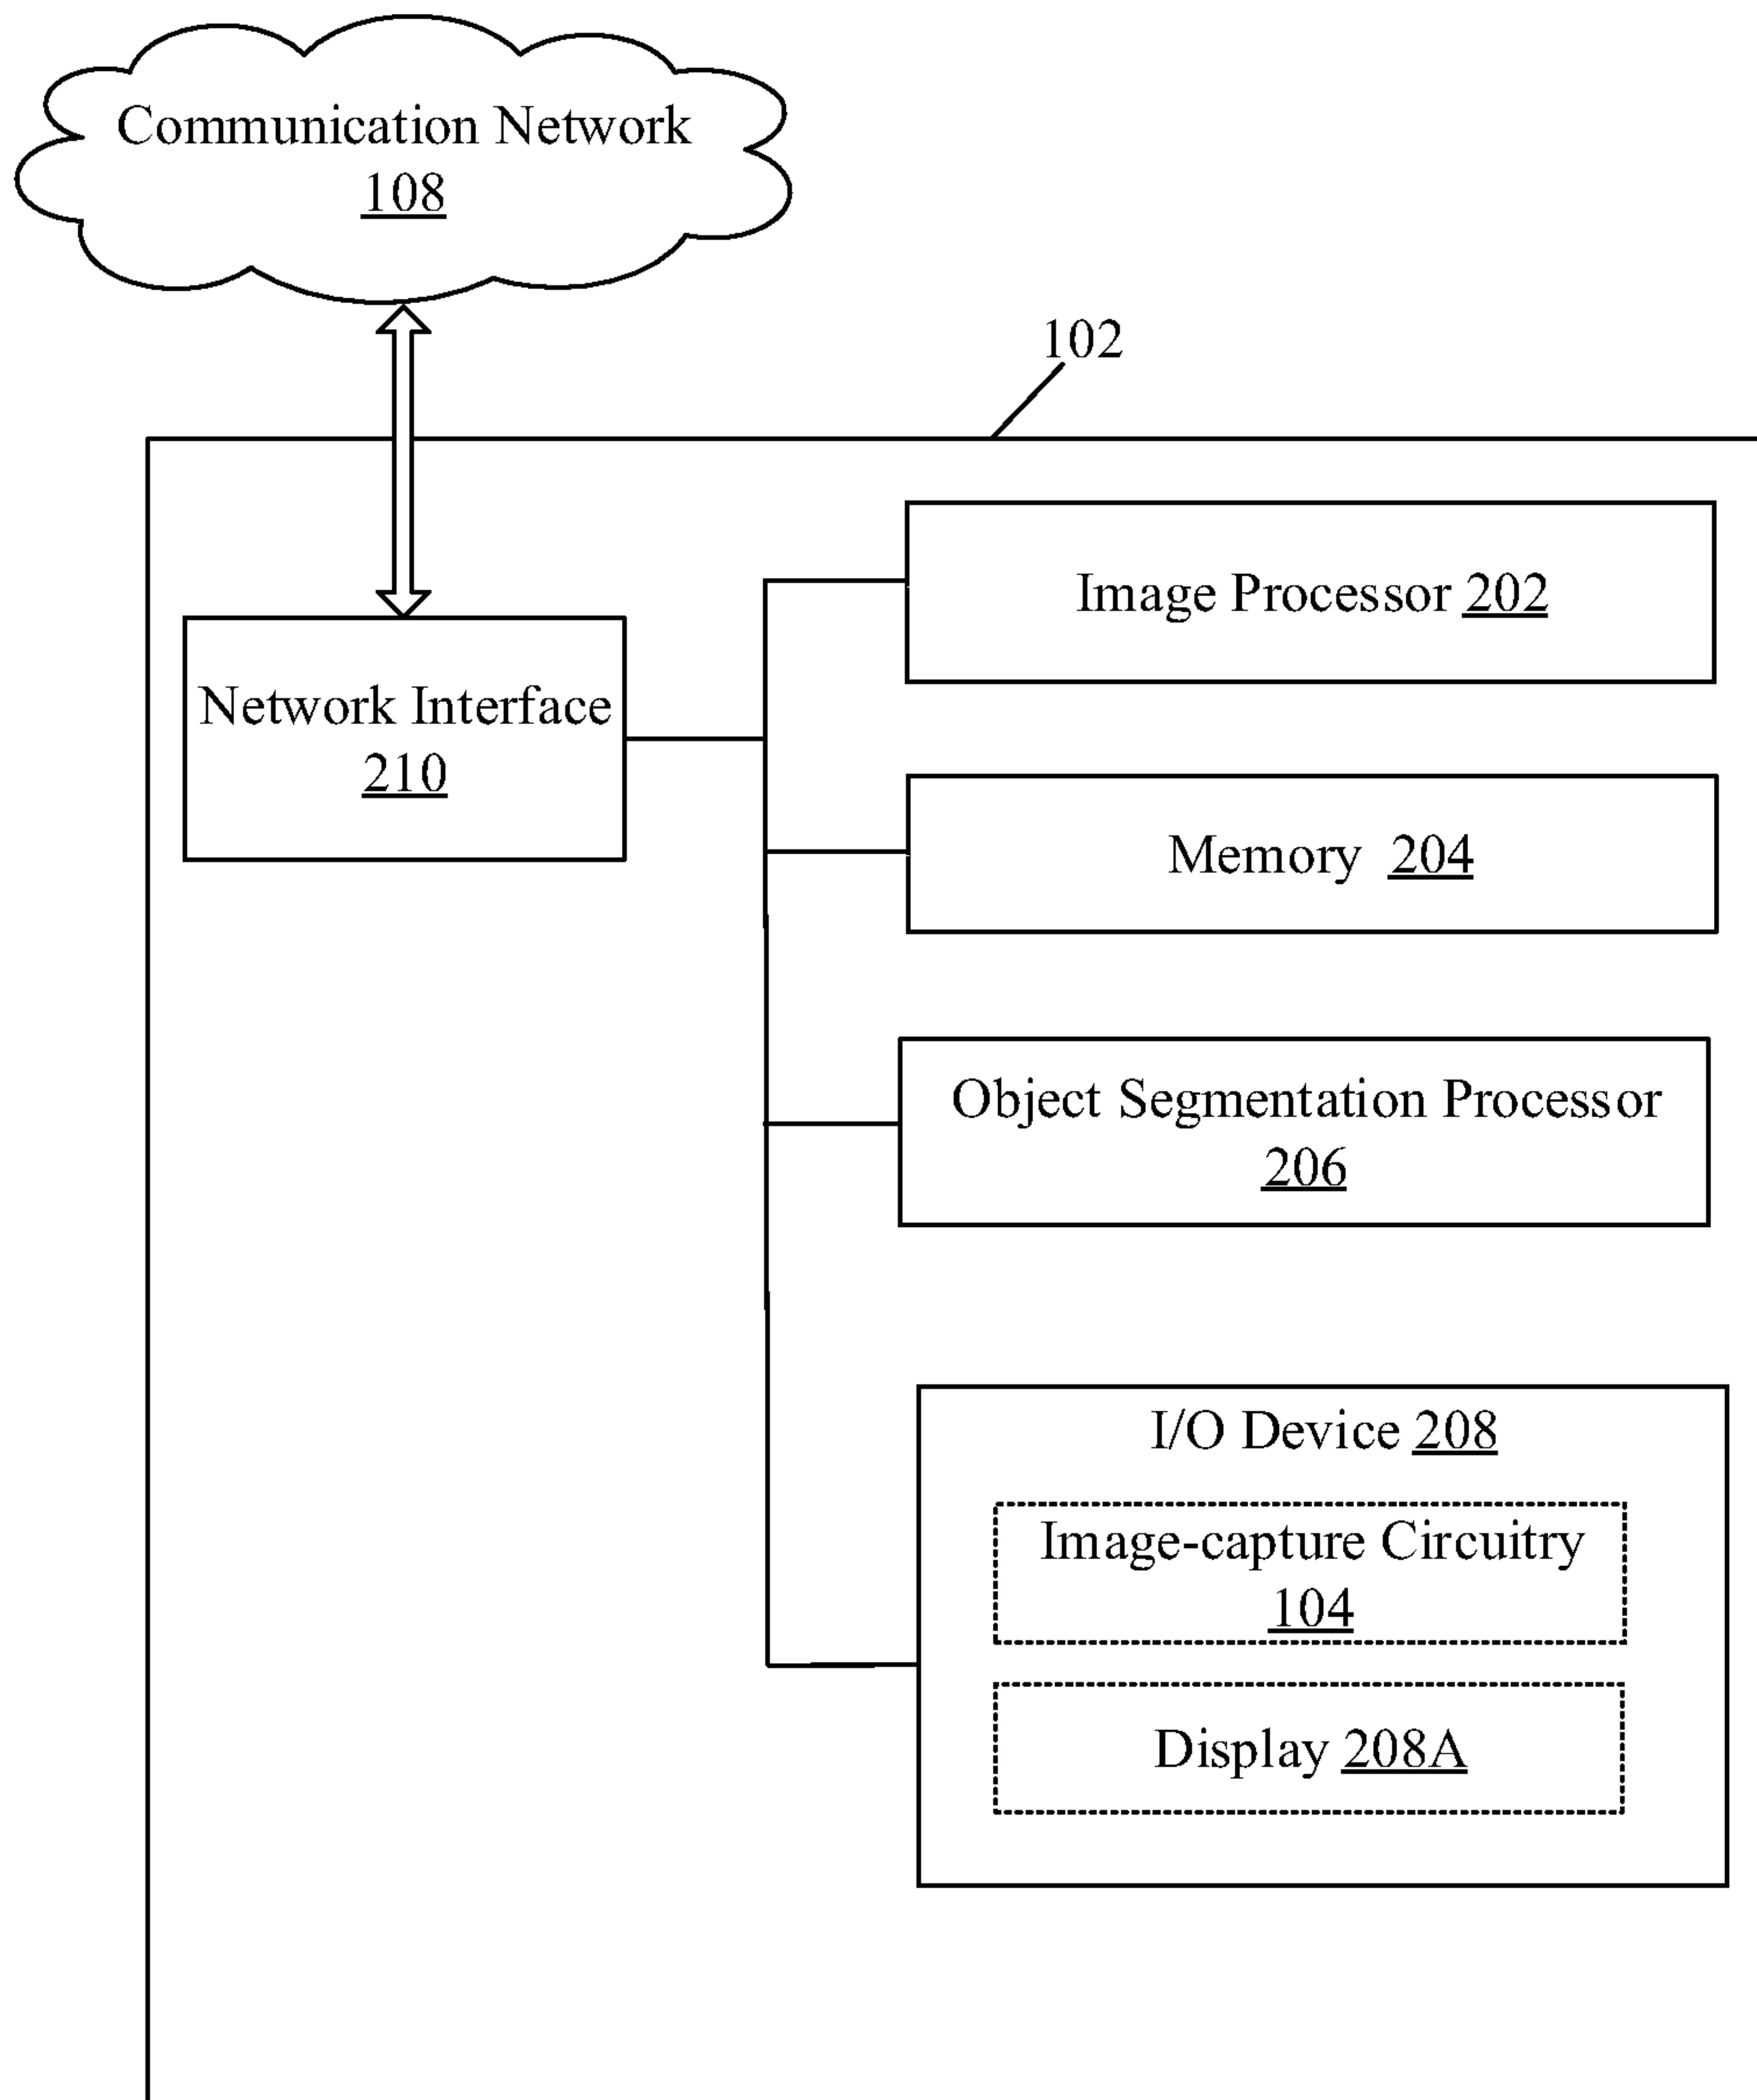 Communication Network
108
102
Image Processor 202
Network Interface
210
Memory 204
Object Segmentation Processor
206
I/O Device 208
Image-capture Circuitry
104
Display 208A